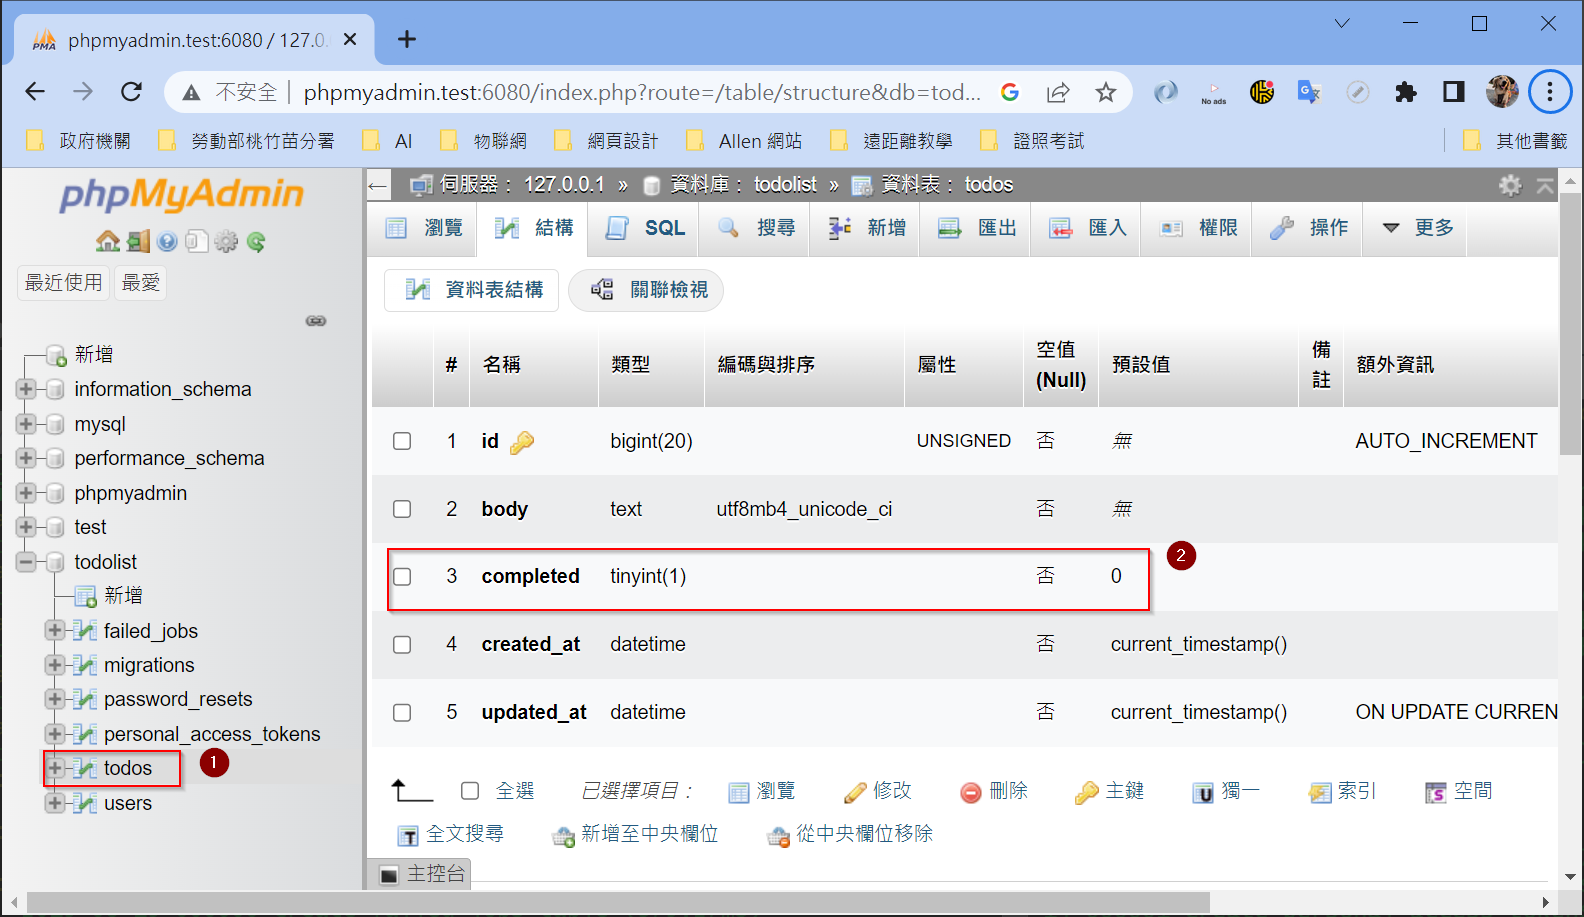 phpmyadmin.test:6080 / 127.0.
不安全 phpmyadmin.test:6080/index.php?route=/table/structure&db=tod... No ads
政府機關 勞動部桃竹苗分署 AI 物聯網 網頁設計 Allen 網站 遠距離教學 證照考試 其他書籤
phpMyAdmin
最近使用 最愛
新增
information_schema
mysql
performance_schema
phpmyadmin
test
todolist
新增
failed_jobs
migrations
password_resets
personal_access_tokens
todos 1
users
伺服器： 127.0.0.1 » 資料庫： todolist » 資料表： todos
瀏覽 結構 SQL 搜尋 新增 匯出 匯入 權限 操作 更多
資料表結構 關聯檢視
# 名稱 類型 編碼與排序 屬性 空值 (Null) 預設值 備註 額外資訊
1 id bigint(20) UNSIGNED 否 無 AUTO_INCREMENT
2 body text utf8mb4_unicode_ci 否 無
3 completed tinyint(1) 否 0 2
4 created_at datetime 否 current_timestamp()
5 updated_at datetime 否 current_timestamp() ON UPDATE CURREN
全選 已選擇項目： 瀏覽 修改 刪除 主鍵 獨一 索引 空間
全文搜尋 新增至中央欄位 從中央欄位移除
主控台